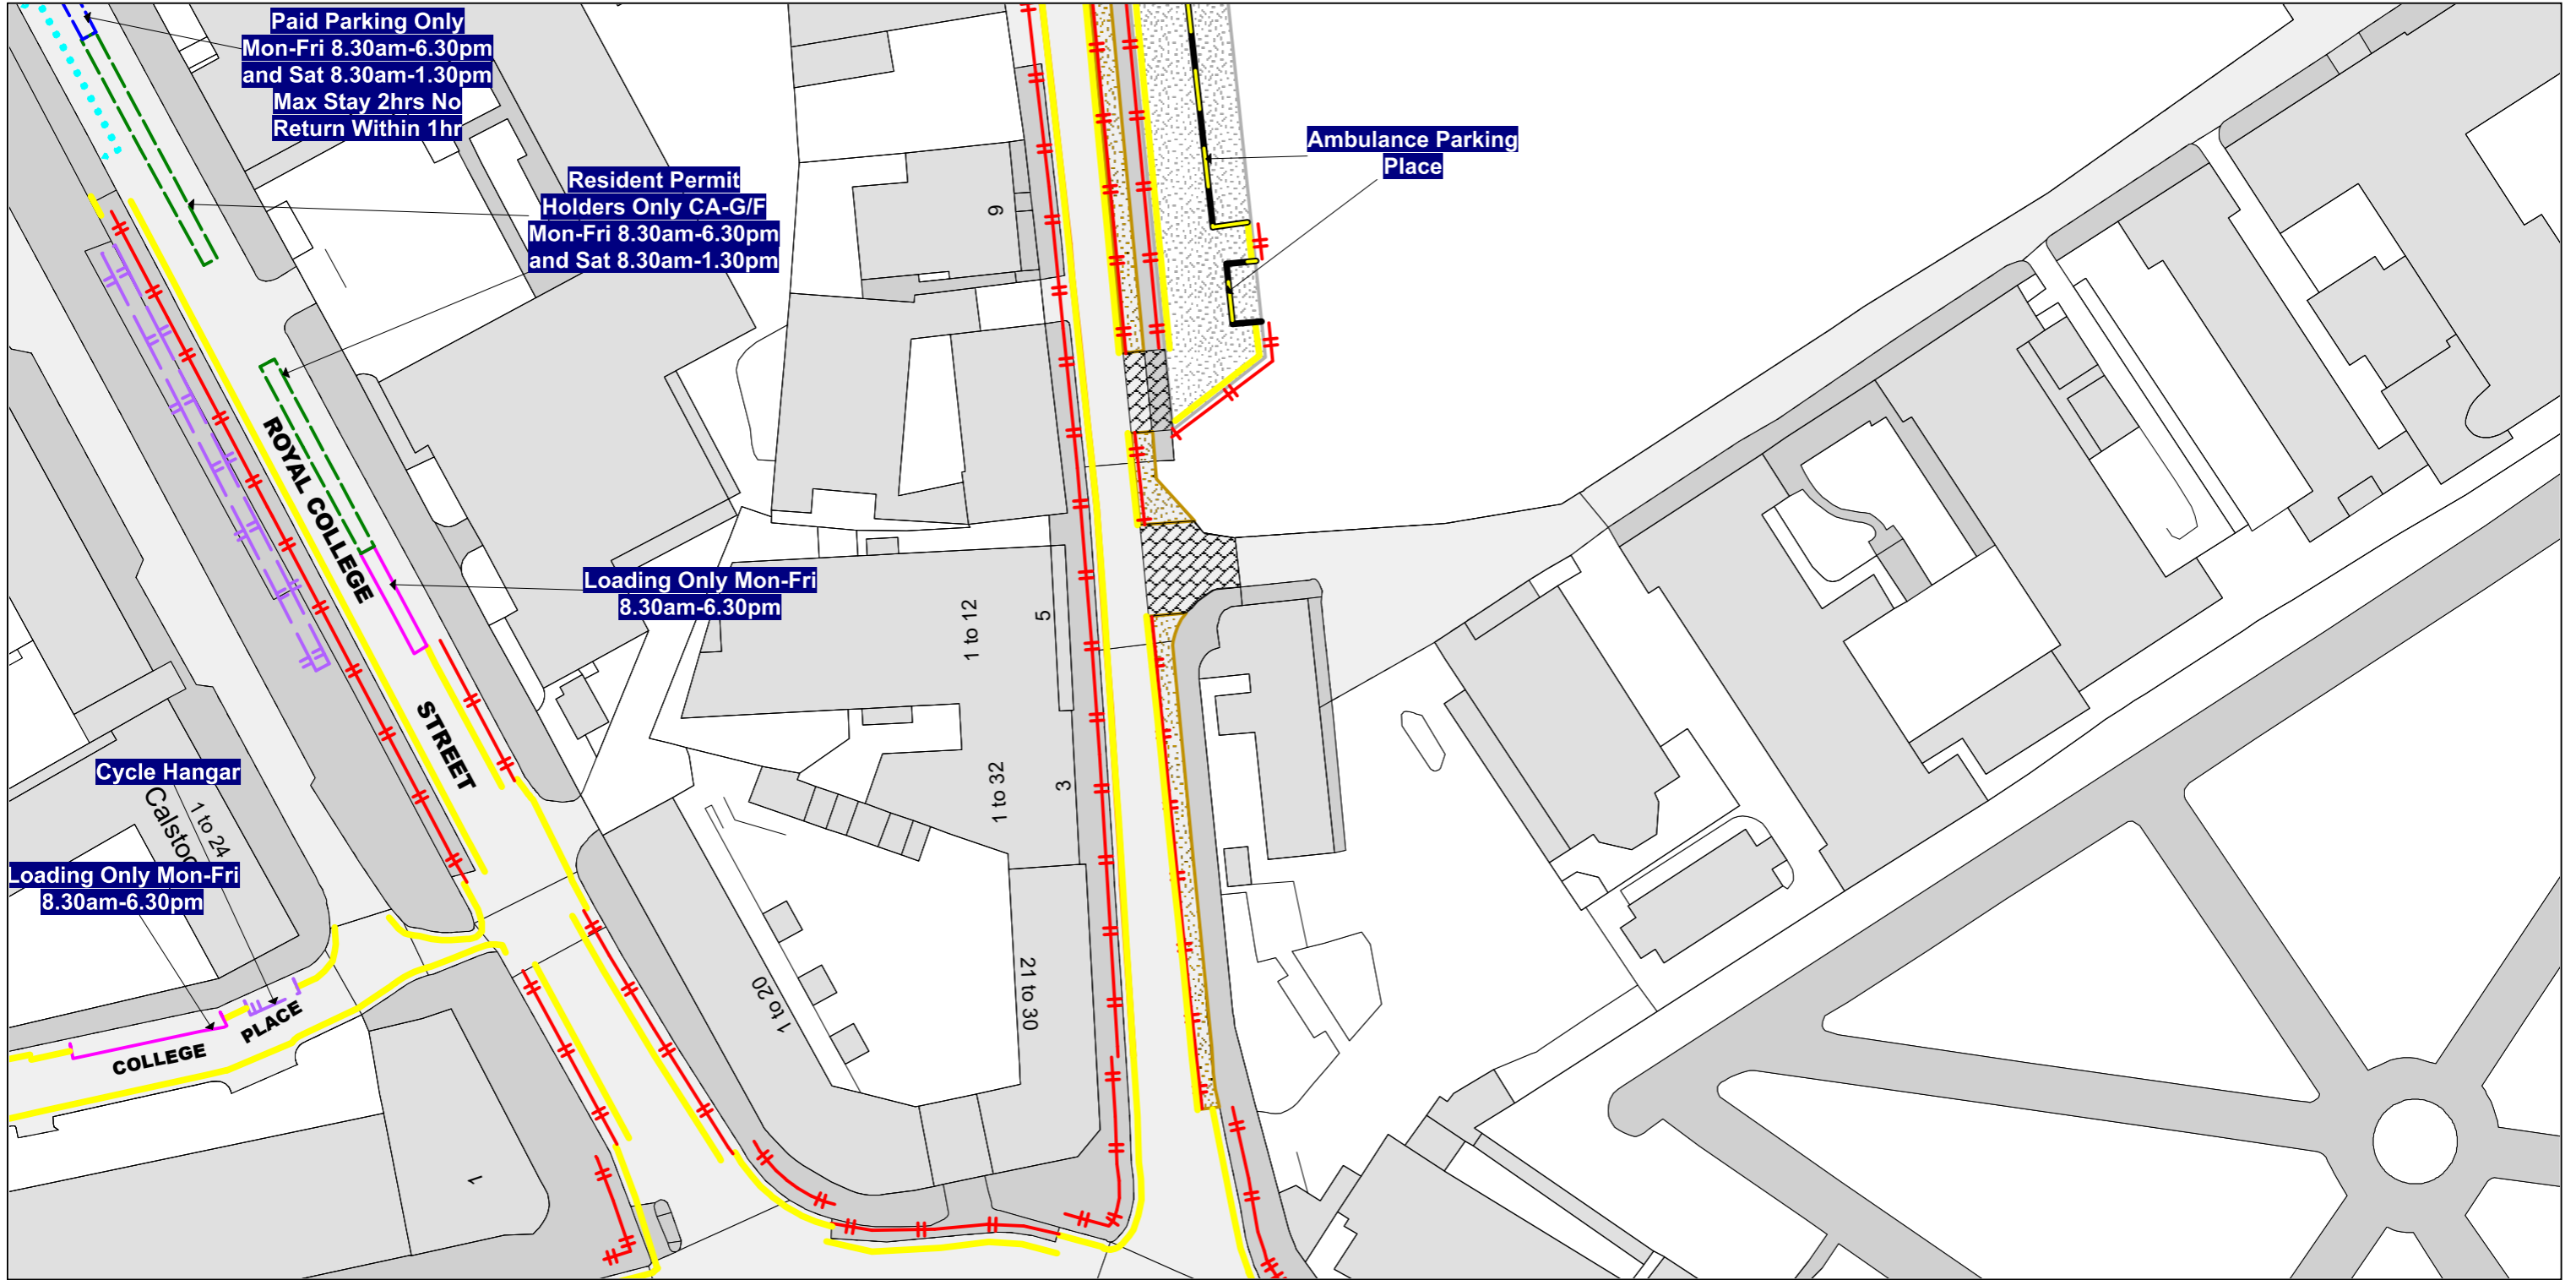 Paid Parking Only
Mon-Fri 8.30am-6.30pm
and Sat 8.30am-1.30pm
Max Stay 2hrs No
Return Within 1hr
Ambulance Parking
Place
Resident Permit
Holders Only CA-G/F
Mon-Fri 8.30am-6.30pm
and Sat 8.30am-1.30pm
9
ROYAL COLLEGE
STREET
Loading Only Mon-Fri
8.30am-6.30pm
1 to 12
5
1 to 32
3
Cycle Hangar
1 to 24
Calstoc
Loading Only Mon-Fri
8.30am-6.30pm
1 to 20
21 to 30
COLLEGE
PLACE
1